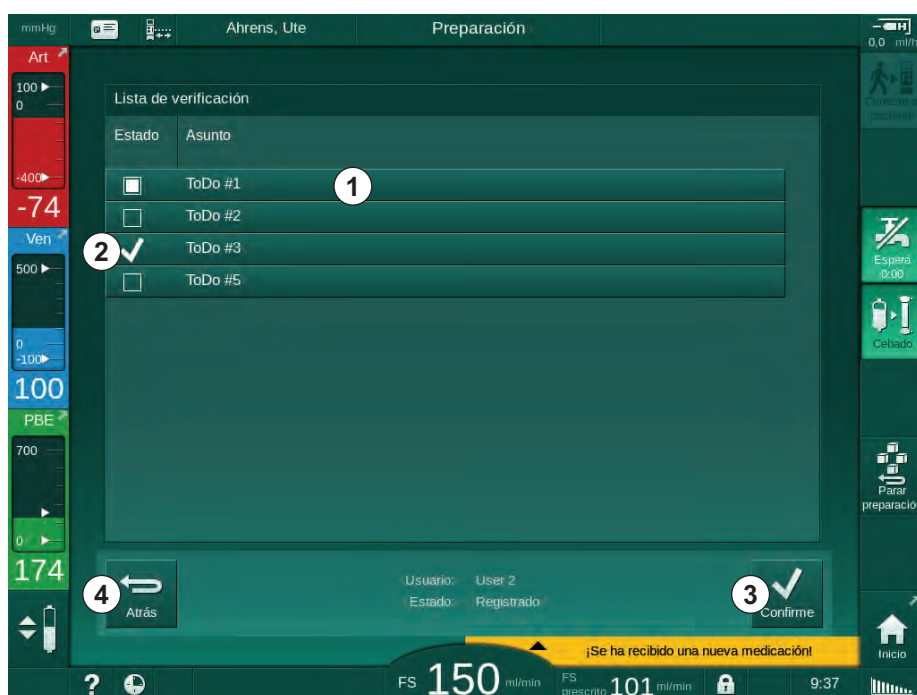 mmHg
Ahrens, Ute
Preparación
0,0 ml/h
Art
100
0
-400
-74
Ven
500
0
-100
100
PBE
700
0
174
Lista de verificación
Estado Asunto
ToDo #1
1
ToDo #2
2
ToDo #3
ToDo #5
Conecte
paciente
Espera
0:00
Cebado
Parar
preparació
4
Atrás
Usuario: User 2
Estado: Registrado
3
Confirme
¡Se ha recibido una nueva medicación!
Inicio
?
FS 150 ml/min
FS
prescrito 101 ml/min
9:37